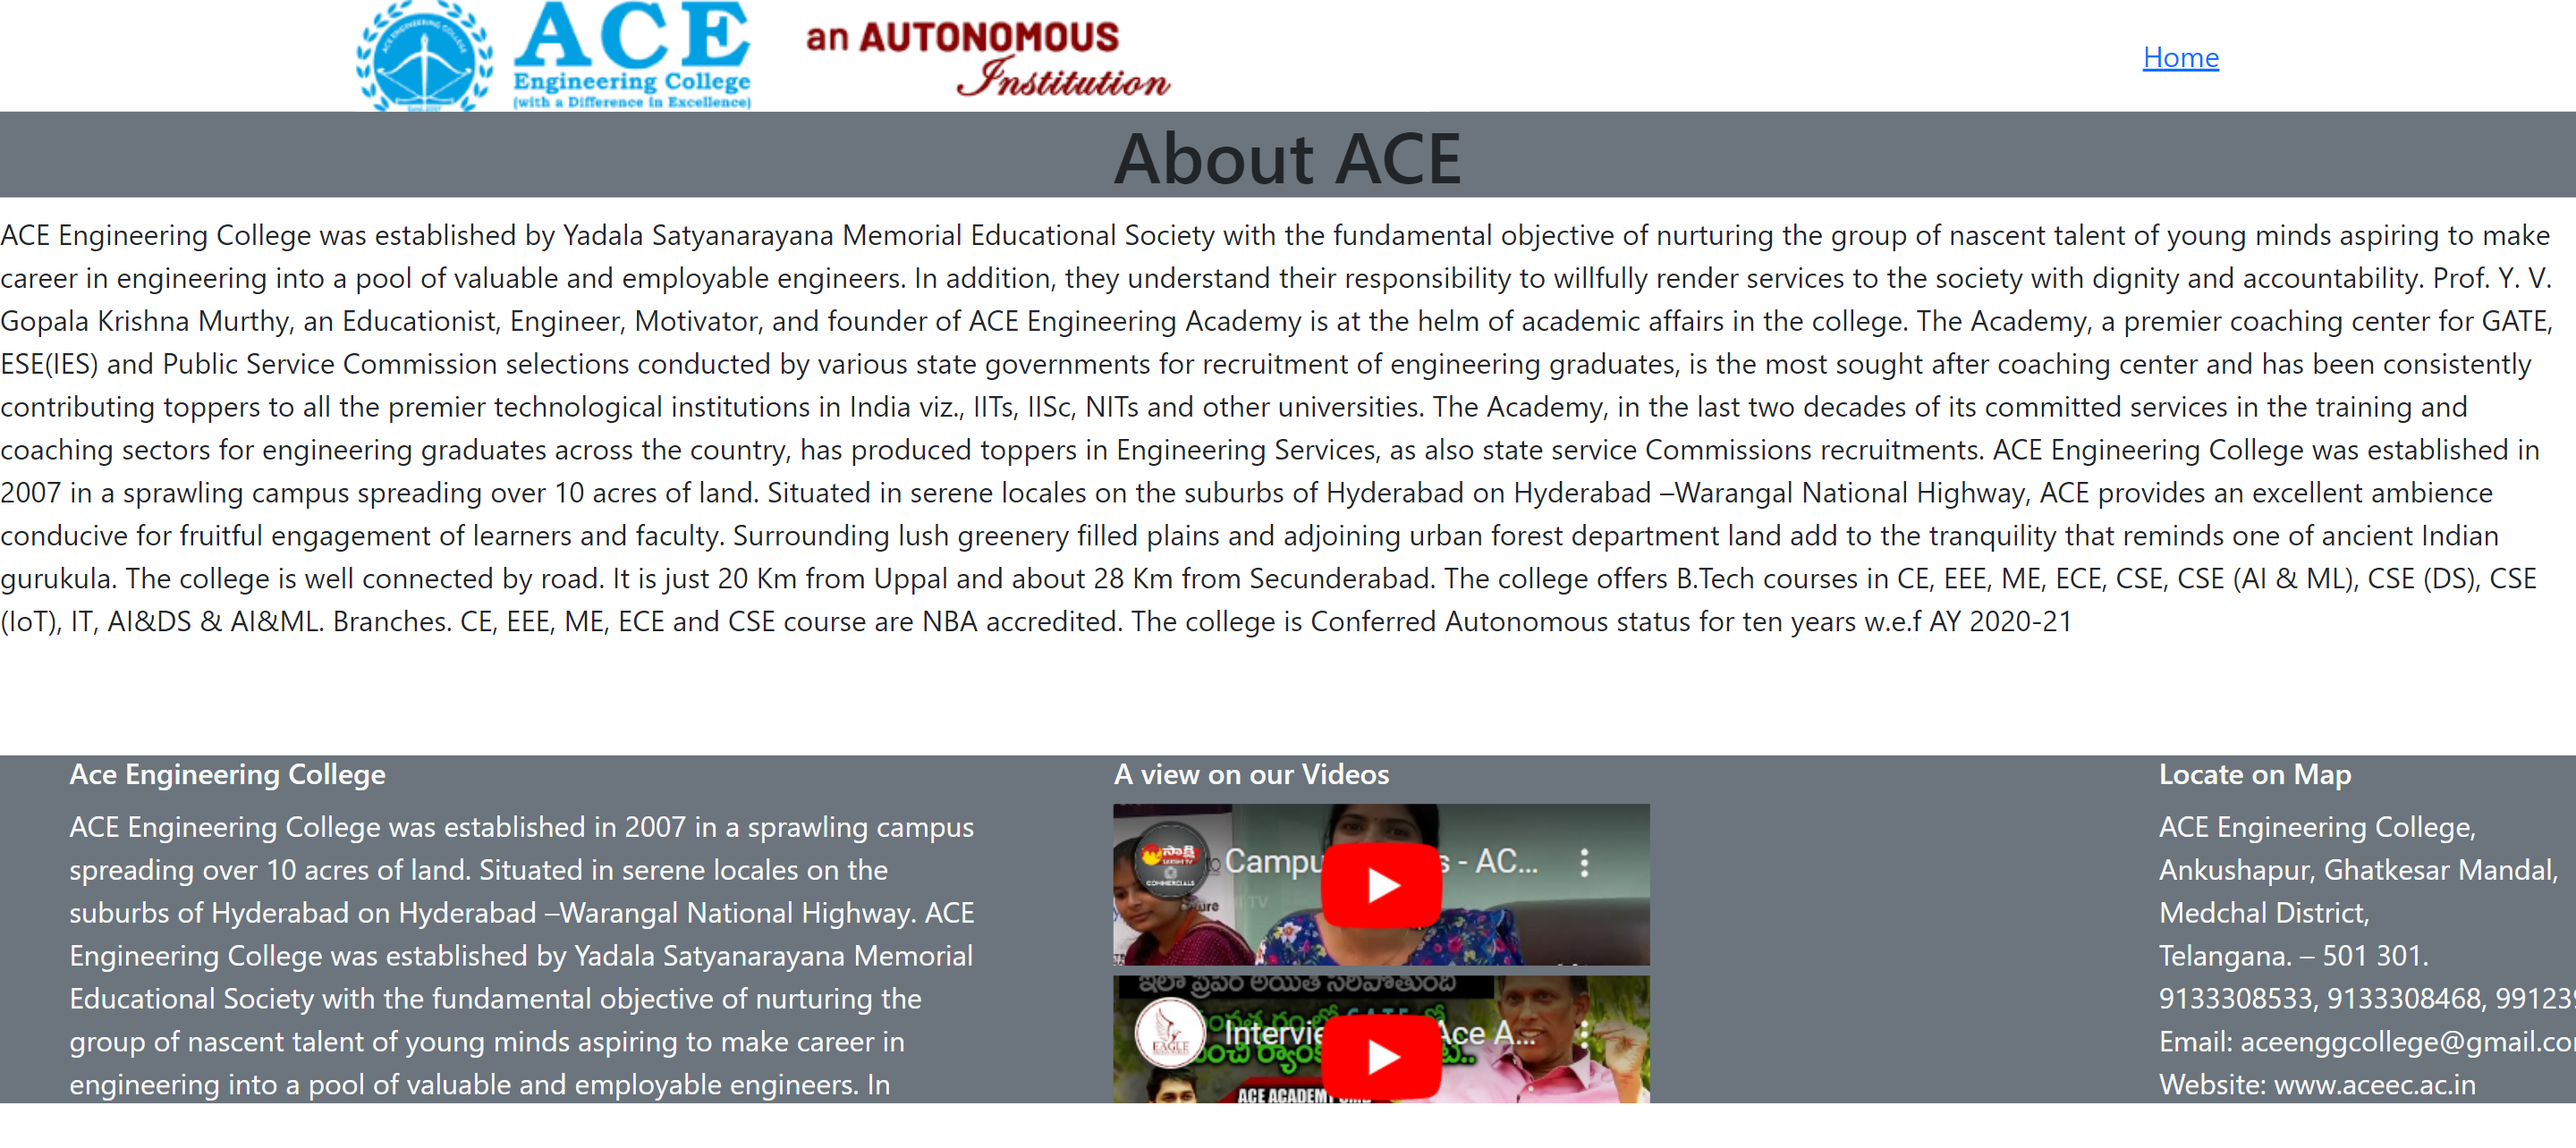 ACE ENGINEERING COLLEGE
ACE
Engineering College
(with a Difference in Excellence)
an AUTONOMOUS
Institution
Home
About ACE
ACE Engineering College was established by Yadala Satyanarayana Memorial Educational Society with the fundamental objective of nurturing the group of nascent talent of young minds aspiring to make
career in engineering into a pool of valuable and employable engineers. In addition, they understand their responsibility to willfully render services to the society with dignity and accountability. Prof. Y. V.
Gopala Krishna Murthy, an Educationist, Engineer, Motivator, and founder of ACE Engineering Academy is at the helm of academic affairs in the college. The Academy, a premier coaching center for GATE,
ESE(IES) and Public Service Commission selections conducted by various state governments for recruitment of engineering graduates, is the most sought after coaching center and has been consistently
contributing toppers to all the premier technological institutions in India viz., IITs, IISc, NITs and other universities. The Academy, in the last two decades of its committed services in the training and
coaching sectors for engineering graduates across the country, has produced toppers in Engineering Services, as also state service Commissions recruitments. ACE Engineering College was established in
2007 in a sprawling campus spreading over 10 acres of land. Situated in serene locales on the suburbs of Hyderabad on Hyderabad –Warangal National Highway, ACE provides an excellent ambience
conducive for fruitful engagement of learners and faculty. Surrounding lush greenery filled plains and adjoining urban forest department land add to the tranquility that reminds one of ancient Indian
gurukula. The college is well connected by road. It is just 20 Km from Uppal and about 28 Km from Secunderabad. The college offers B.Tech courses in CE, EEE, ME, ECE, CSE, CSE (AI & ML), CSE (DS), CSE
(IoT), IT, AI&DS & AI&ML. Branches. CE, EEE, ME, ECE and CSE course are NBA accredited. The college is Conferred Autonomous status for ten years w.e.f AY 2020-21
Ace Engineering College
ACE Engineering College was established in 2007 in a sprawling campus
spreading over 10 acres of land. Situated in serene locales on the
suburbs of Hyderabad on Hyderabad –Warangal National Highway. ACE
Engineering College was established by Yadala Satyanarayana Memorial
Educational Society with the fundamental objective of nurturing the
group of nascent talent of young minds aspiring to make career in
engineering into a pool of valuable and employable engineers. In
A view on our Videos
సాక్షి
COMMERCIALS
- AC...
ఇలా ప్రిపేర్ అయితే సరిపోతుంది
EAGLE
Ace A...
ACE ACADEMY
Locate on Map
ACE Engineering College,
Ankushapur, Ghatkesar Mandal,
Medchal District,
Telangana. – 501 301.
9133308533, 9133308468,
Email:
Website: www.aceec.ac.in